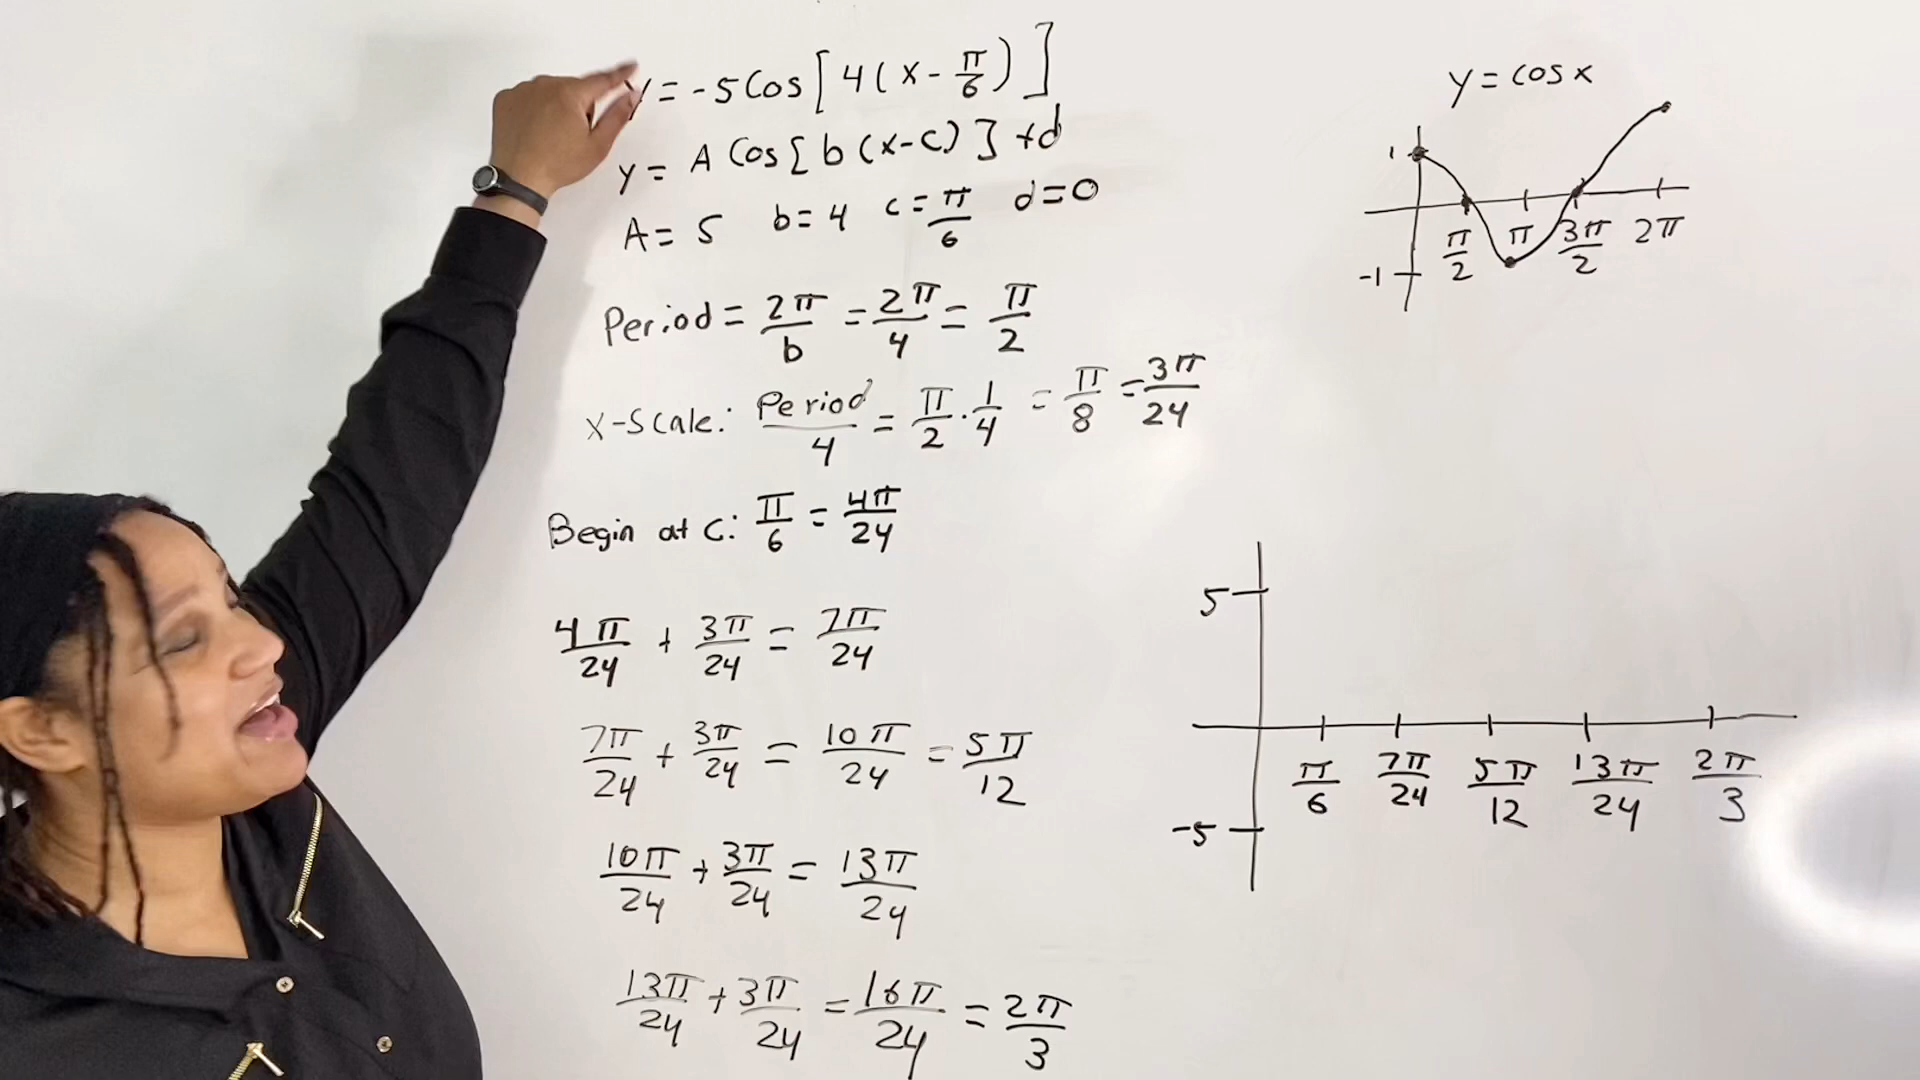 y = -5 Cos [ 4 ( x - π/6 ) ]
y = A Cos [ b ( x - c ) ] + d
A = 5 b = 4 c = π/6 d = 0
Period = 2π/b = 2π/4 = π/2
x-scale: Period/4 = π/2 · 1/4 = π/8 = 3π/24
Begin at c: π/6 = 4π/24
4π/24 + 3π/24 = 7π/24
7π/24 + 3π/24 = 10π/24 = 5π/12
10π/24 + 3π/24 = 13π/24
13π/24 + 3π/24 = 16π/24 = 2π/3
y = cos x
1
π/2 π 3π/2 2π
-1
5
π/6 7π/24 5π/12 13π/24 2π/3
-5